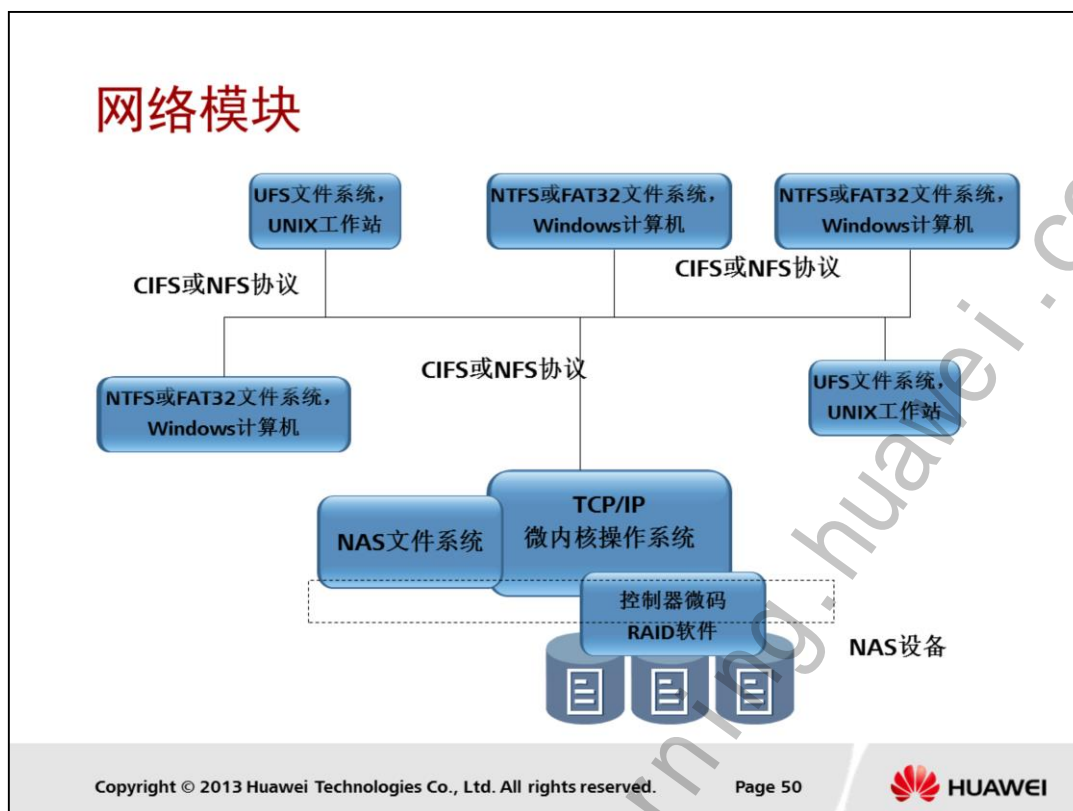 网络模块
UFS文件系统，
UNIX工作站
NTFS或FAT32文件系统，
Windows计算机
NTFS或FAT32文件系统，
Windows计算机
CIFS或NFS协议
CIFS或NFS协议
CIFS或NFS协议
NTFS或FAT32文件系统，
Windows计算机
UFS文件系统，
UNIX工作站
TCP/IP
微内核操作系统
NAS文件系统
控制器微码
RAID软件
NAS设备
rning.huawei.c
Copyright © 2013 Huawei Technologies Co., Ltd. All rights reserved.
Page 50
HUAWEI